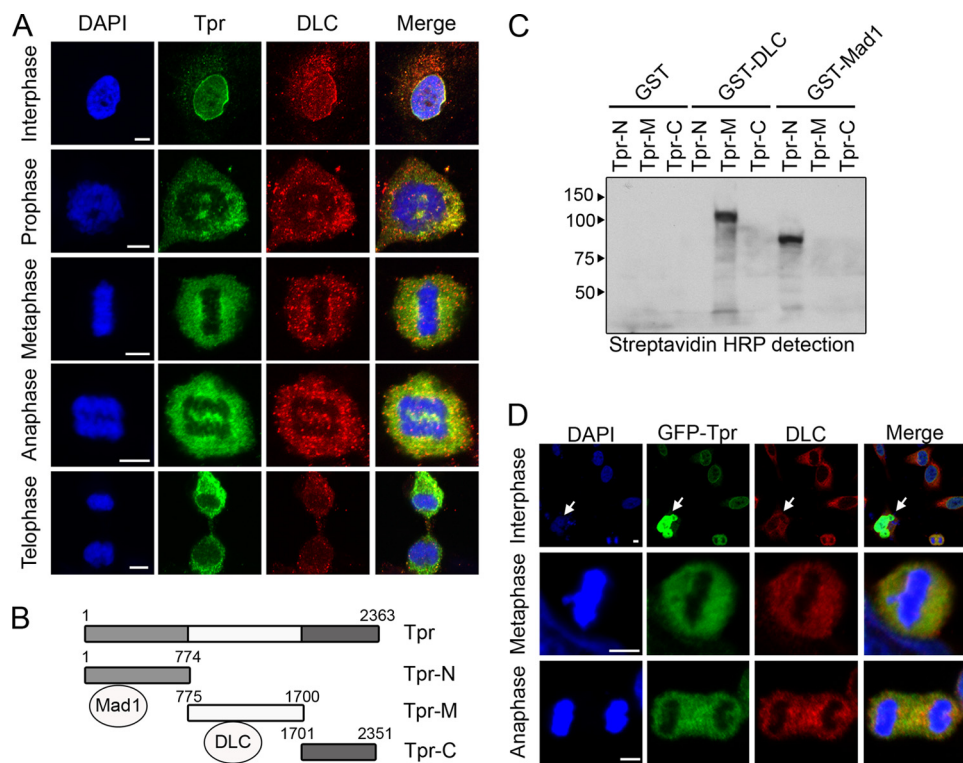 A
DAPI Tpr DLC Merge
Interphase
Prophase
Metaphase
Anaphase
Telophase
B
1 2363
Tpr
1 774
Tpr-N
Mad1
775 1700
Tpr-M
DLC
1701 2351
Tpr-C
C
GST GST-DLC GST-Mad1
Tpr-N Tpr-M Tpr-C Tpr-N Tpr-M Tpr-C Tpr-N Tpr-M Tpr-C
150
100
75
50
Streptavidin HRP detection
D
DAPI GFP-Tpr DLC Merge
Interphase
Metaphase
Anaphase